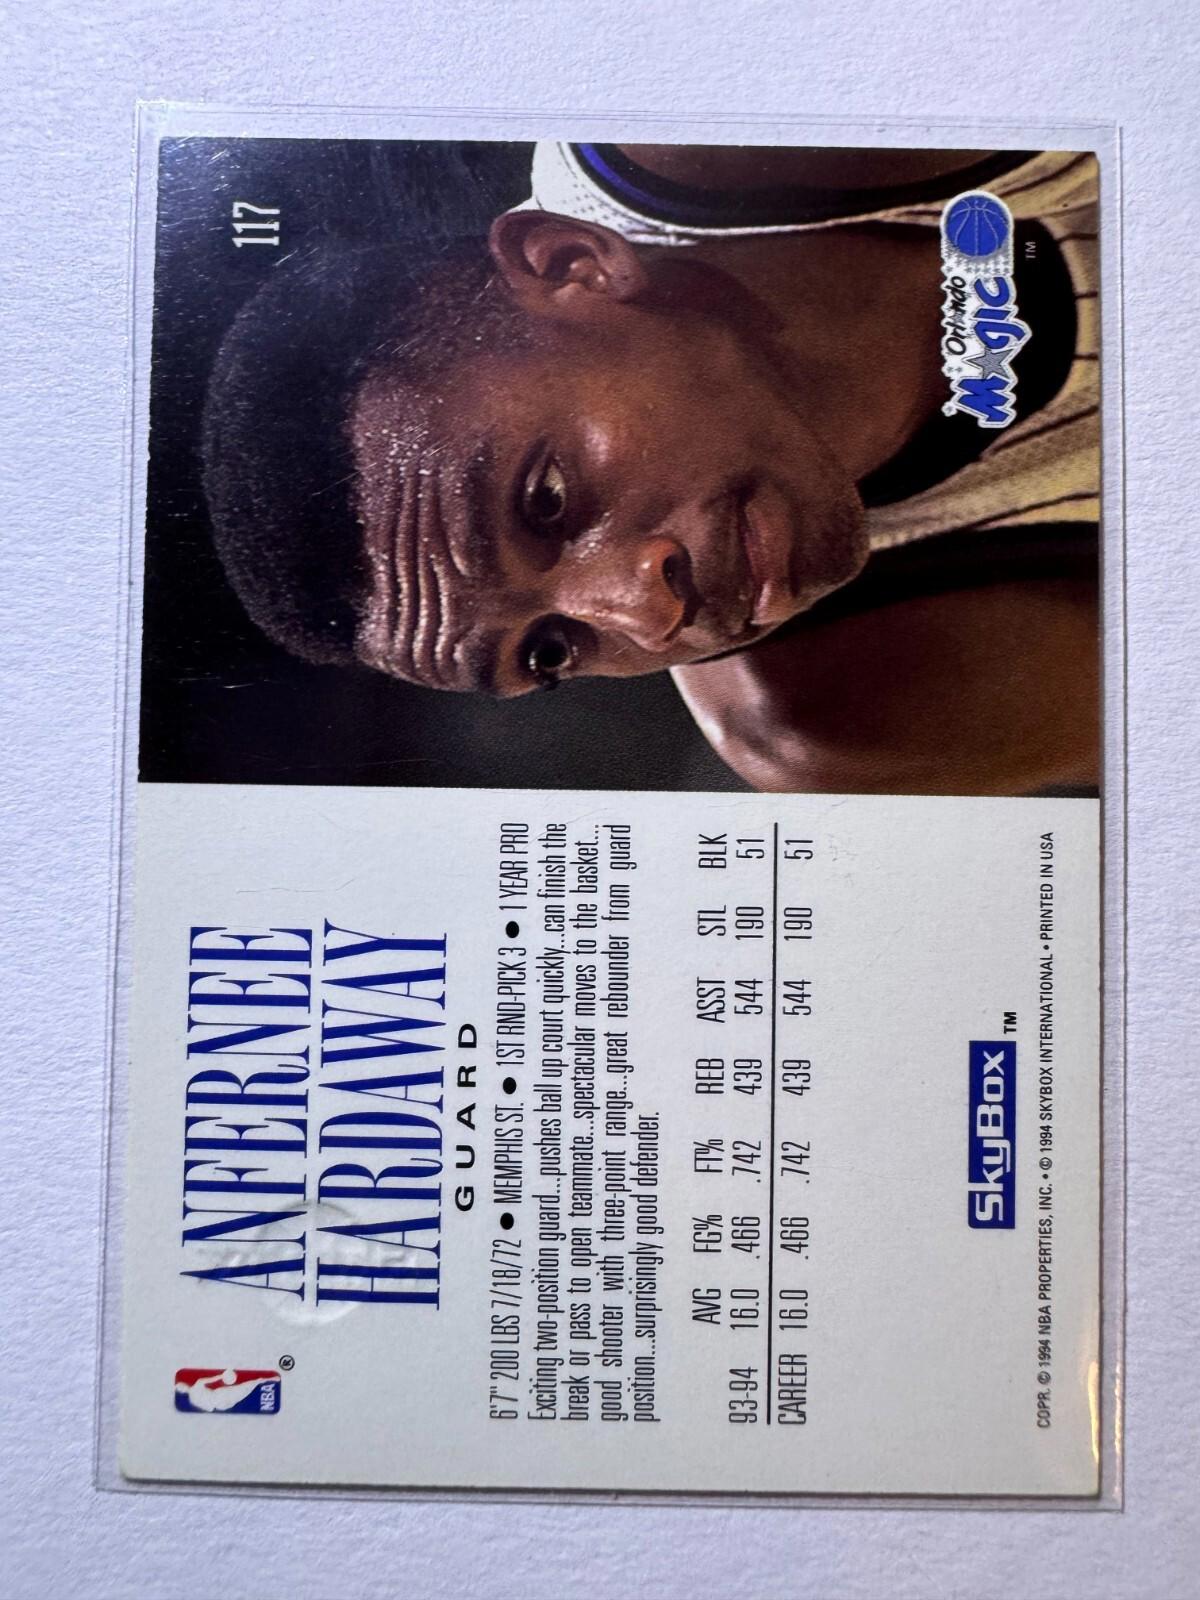 117
Orlando
Magic
TM
NBA
®
ANFERNEE
HARDAWAY
GUARD
6'7" 200 LBS 7/18/72 • MEMPHIS ST. • 1ST RND-PICK 3 • 1 YEAR PRO
Exciting two-position guard...pushes ball up court quickly...can finish the
break or pass to open teammate...spectacular moves to the basket...
good shooter with three-point range...great rebounder from guard
position...surprisingly good defender.
AVG FG% FT% REB ASST STL BLK
93-94 16.0 .466 .742 439 544 190 51
CAREER 16.0 .466 .742 439 544 190 51
SkyBox TM
COPR. © 1994 NBA PROPERTIES, INC. • © 1994 SKYBOX INTERNATIONAL • PRINTED IN USA